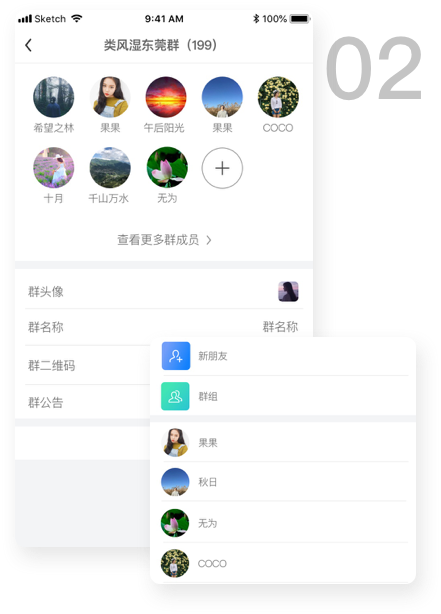 Sketch 9:41 AM 100%
类风湿东莞群（199）
02
希望之林 果果 午后阳光 果果 COCO
十月 千山万水 无为
查看更多群成员
群头像
群名称 群名称
群二维码
群公告
新朋友
群组
果果
秋日
无为
COCO